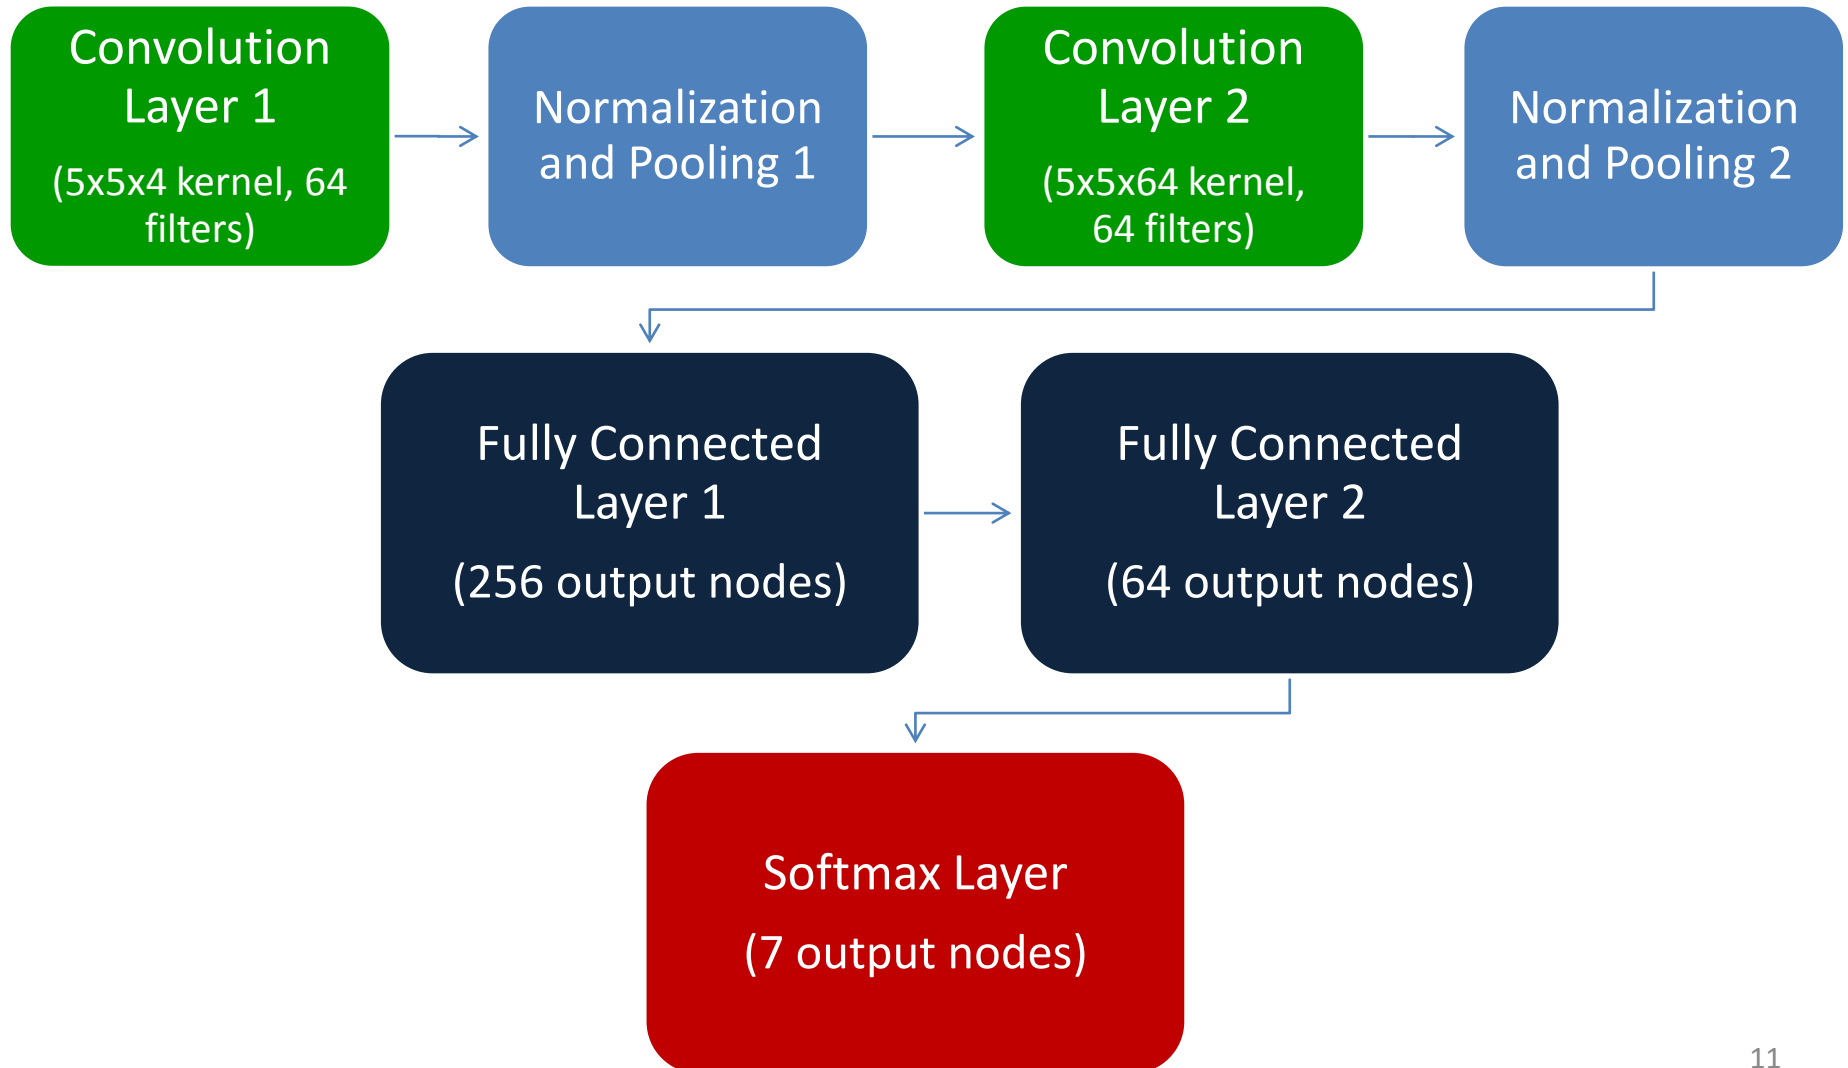 Convolution
Layer 1
(5x5x4 kernel, 64
filters)
Normalization
and Pooling 1
Convolution
Layer 2
(5x5x64 kernel,
64 filters)
Normalization
and Pooling 2
Fully Connected
Layer 1
(256 output nodes)
Fully Connected
Layer 2
(64 output nodes)
Softmax Layer
(7 output nodes)
11